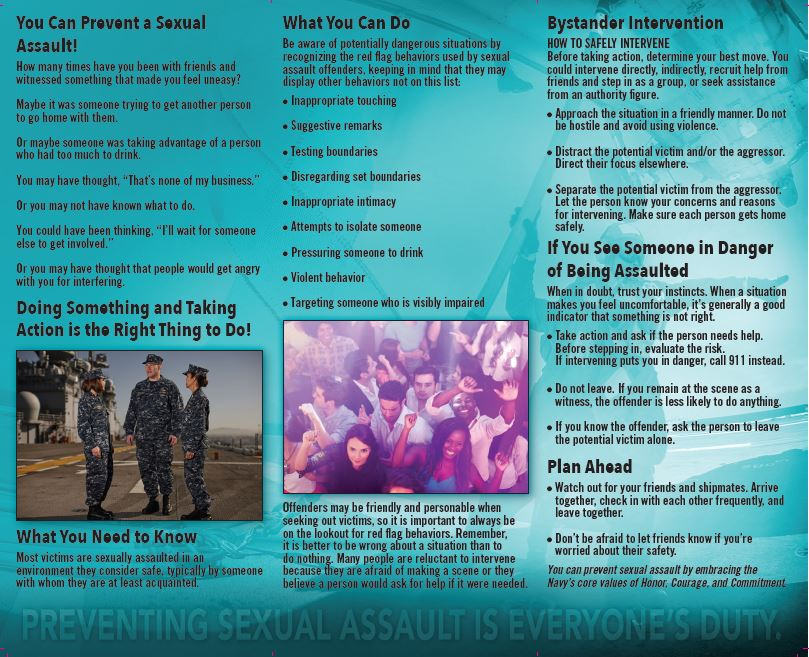 You Can Prevent a Sexual
Assault!
How many times have you been with friends and
witnessed something that made you feel uneasy?
Maybe it was someone trying to get another person
to go home with them.
Or maybe someone was taking advantage of a person
who had too much to drink.
You may have thought, “That’s none of my business.”
Or you may not have known what to do.
You could have been thinking, “I’ll wait for someone
else to get involved.”
Or you may have thought that people would get angry
with you for interfering.
Doing Something and Taking
Action is the Right Thing to Do!
What You Need to Know
Most victims are sexually assaulted in an
environment they consider safe, typically by someone
with whom they are at least acquainted.
What You Can Do
Be aware of potentially dangerous situations by
recognizing the red flag behaviors used by sexual
assault offenders, keeping in mind that they may
display other behaviors not on this list:
• Inappropriate touching
• Suggestive remarks
• Testing boundaries
• Disregarding set boundaries
• Inappropriate intimacy
• Attempts to isolate someone
• Pressuring someone to drink
• Violent behavior
• Targeting someone who is visibly impaired
Offenders may be friendly and personable when
seeking out victims, so it is important to always be
on the lookout for red flag behaviors. Remember,
it is better to be wrong about a situation than to
do nothing. Many people are reluctant to intervene
because they are afraid of making a scene or they
believe a person would ask for help if it were needed.
Bystander Intervention
HOW TO SAFELY INTERVENE
Before taking action, determine your best move. You
could intervene directly, indirectly, recruit help from
friends and step in as a group, or seek assistance
from an authority figure.
• Approach the situation in a friendly manner. Do not
be hostile and avoid using violence.
• Distract the potential victim and/or the aggressor.
Direct their focus elsewhere.
• Separate the potential victim from the aggressor.
Let the person know your concerns and reasons
for intervening. Make sure each person gets home
safely.
If You See Someone in Danger
of Being Assaulted
When in doubt, trust your instincts. When a situation
makes you feel uncomfortable, it’s generally a good
indicator that something is not right.
• Take action and ask if the person needs help.
Before stepping in, evaluate the risk.
If intervening puts you in danger, call 911 instead.
• Do not leave. If you remain at the scene as a
witness, the offender is less likely to do anything.
• If you know the offender, ask the person to leave
the potential victim alone.
Plan Ahead
• Watch out for your friends and shipmates. Arrive
together, check in with each other frequently, and
leave together.
• Don’t be afraid to let friends know if you’re
worried about their safety.
You can prevent sexual assault by embracing the
Navy’s core values of Honor, Courage, and Commitment.
PREVENTING SEXUAL ASSAULT IS EVERYONE’S DUTY.